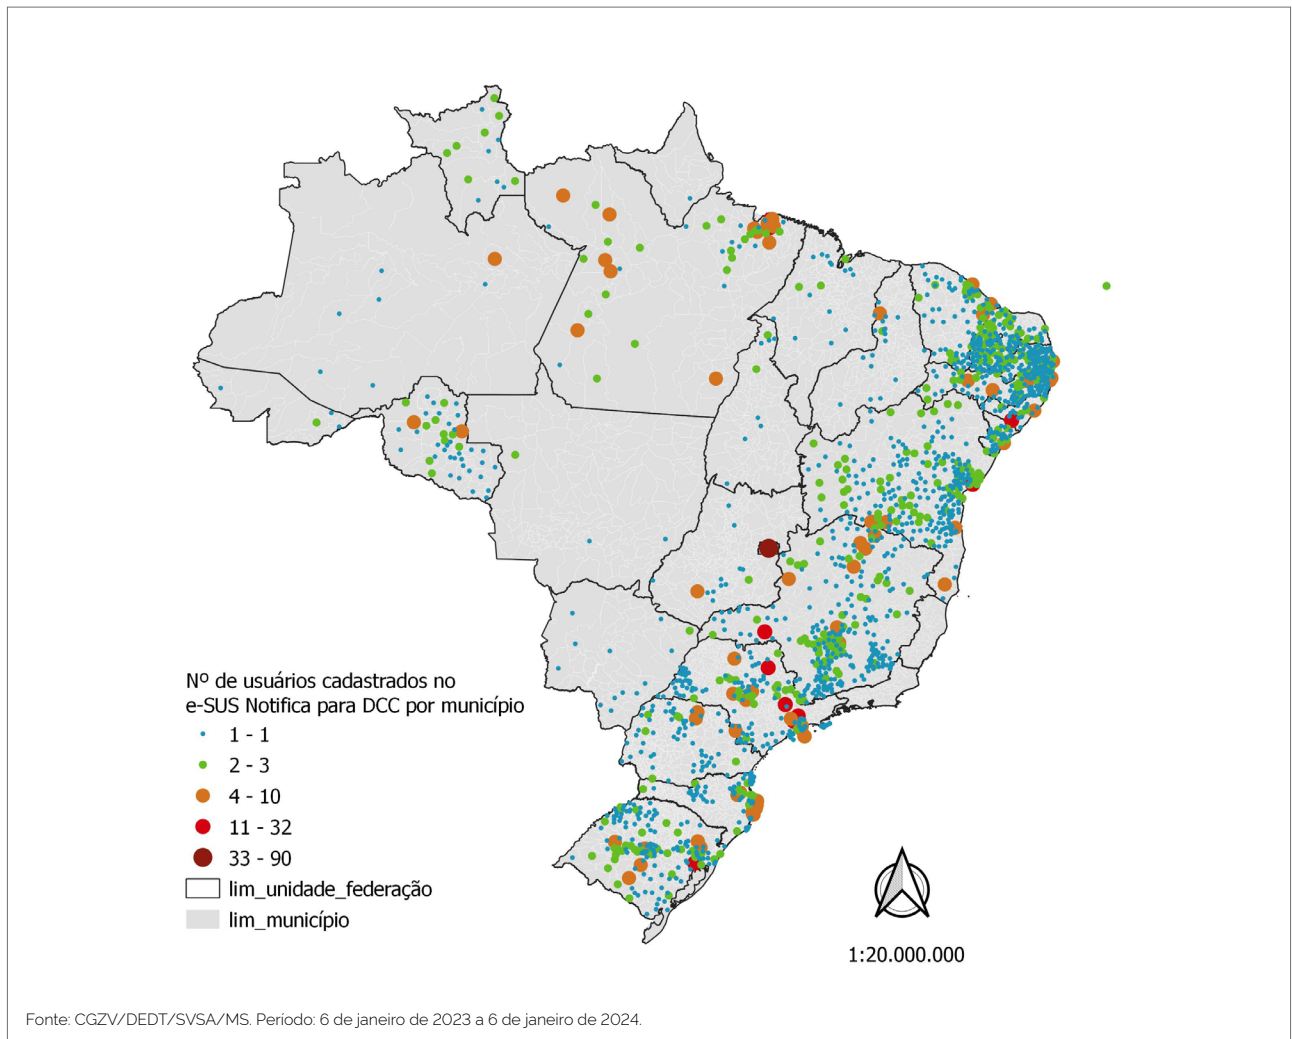 Nº de usuários cadastrados no
e-SUS Notifica para DCC por município
1 - 1
2 - 3
4 - 10
11 - 32
33 - 90
lim_unidade_federação
lim_município
1:20.000.000
Fonte: CGZV/DEDT/SVSA/MS. Período: 6 de janeiro de 2023 a 6 de janeiro de 2024.